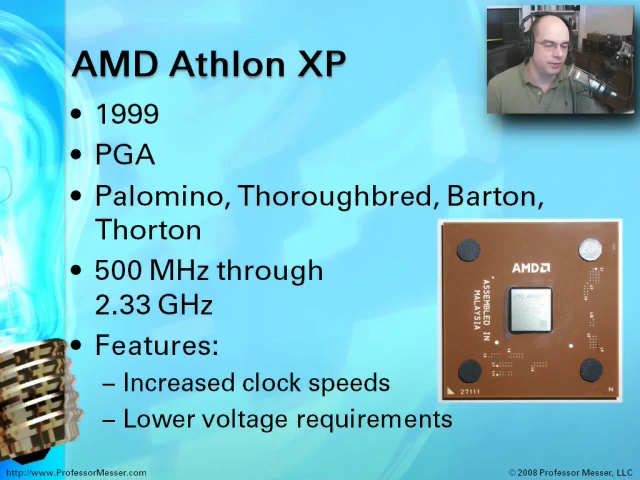 AMD Athlon XP
• 1999
• PGA
• Palomino, Thoroughbred, Barton,
Thorton
• 500 MHz through
2.33 GHz
• Features:
– Increased clock speeds
– Lower voltage requirements
AMD
ASSEMBLED IN
MALAYSIA
27111
N
http://www.ProfessorMesser.com
© 2008 Professor Messer, LLC